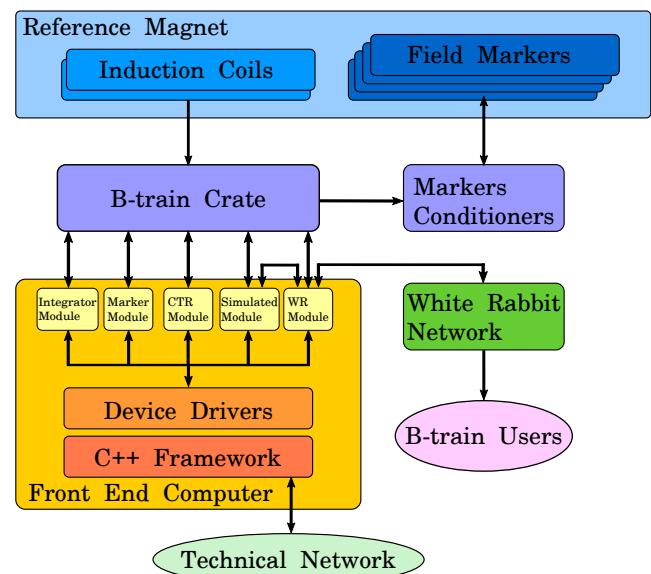 Reference Magnet
Induction Coils
Field Markers
B-train Crate
Markers
Conditioners
Integrator
Module
Marker
Module
CTR
Module
Simulated
Module
WR
Module
White Rabbit
Network
Device Drivers
C++ Framework
Front End Computer
B-train Users
Technical Network